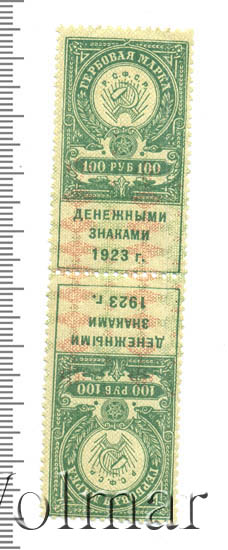 ГЕРБОВАЯ МАРКА
Р.С.Ф.С.Р.
100 РУБ 100
ДЕНЕЖНЫМИ
ЗНАКАМИ
1923 г.
1923 г.
ЗНАКАМИ
ДЕНЕЖНЫМИ
100 РУБ 100
Р.С.Ф.С.Р.
Volmar